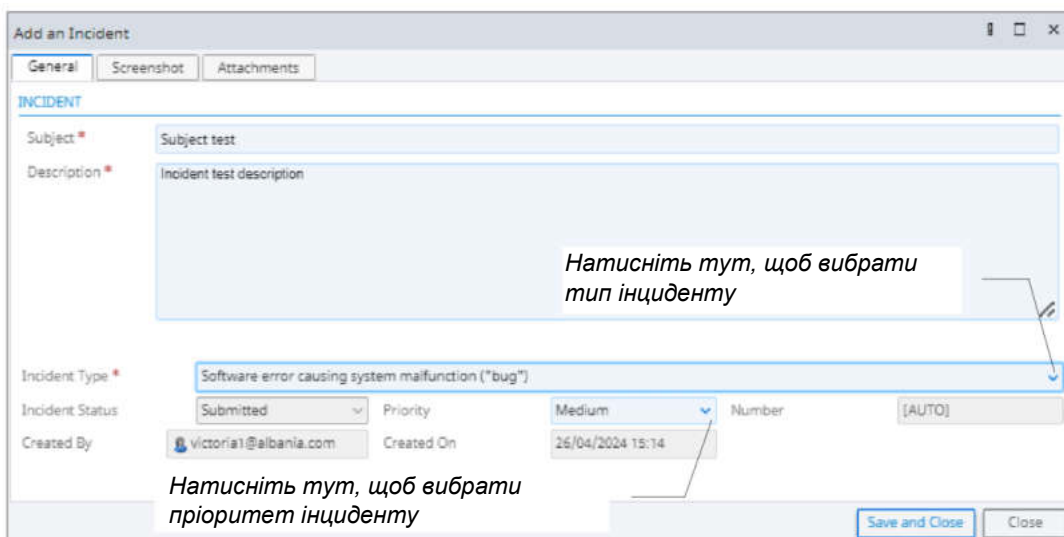 Add an Incident
General Screenshot Attachments
INCIDENT
Subject * Subject test
Description * Incident test description
Натисніть тут, щоб вибрати
тип інциденту
Incident Type * Software error causing system malfunction ("bug")
Incident Status Submitted Priority Medium Number [AUTO]
Created By victoria1@albania.com Created On 26/04/2024 15:14
Натисніть тут, щоб вибрати
пріоритет інциденту
Save and Close Close